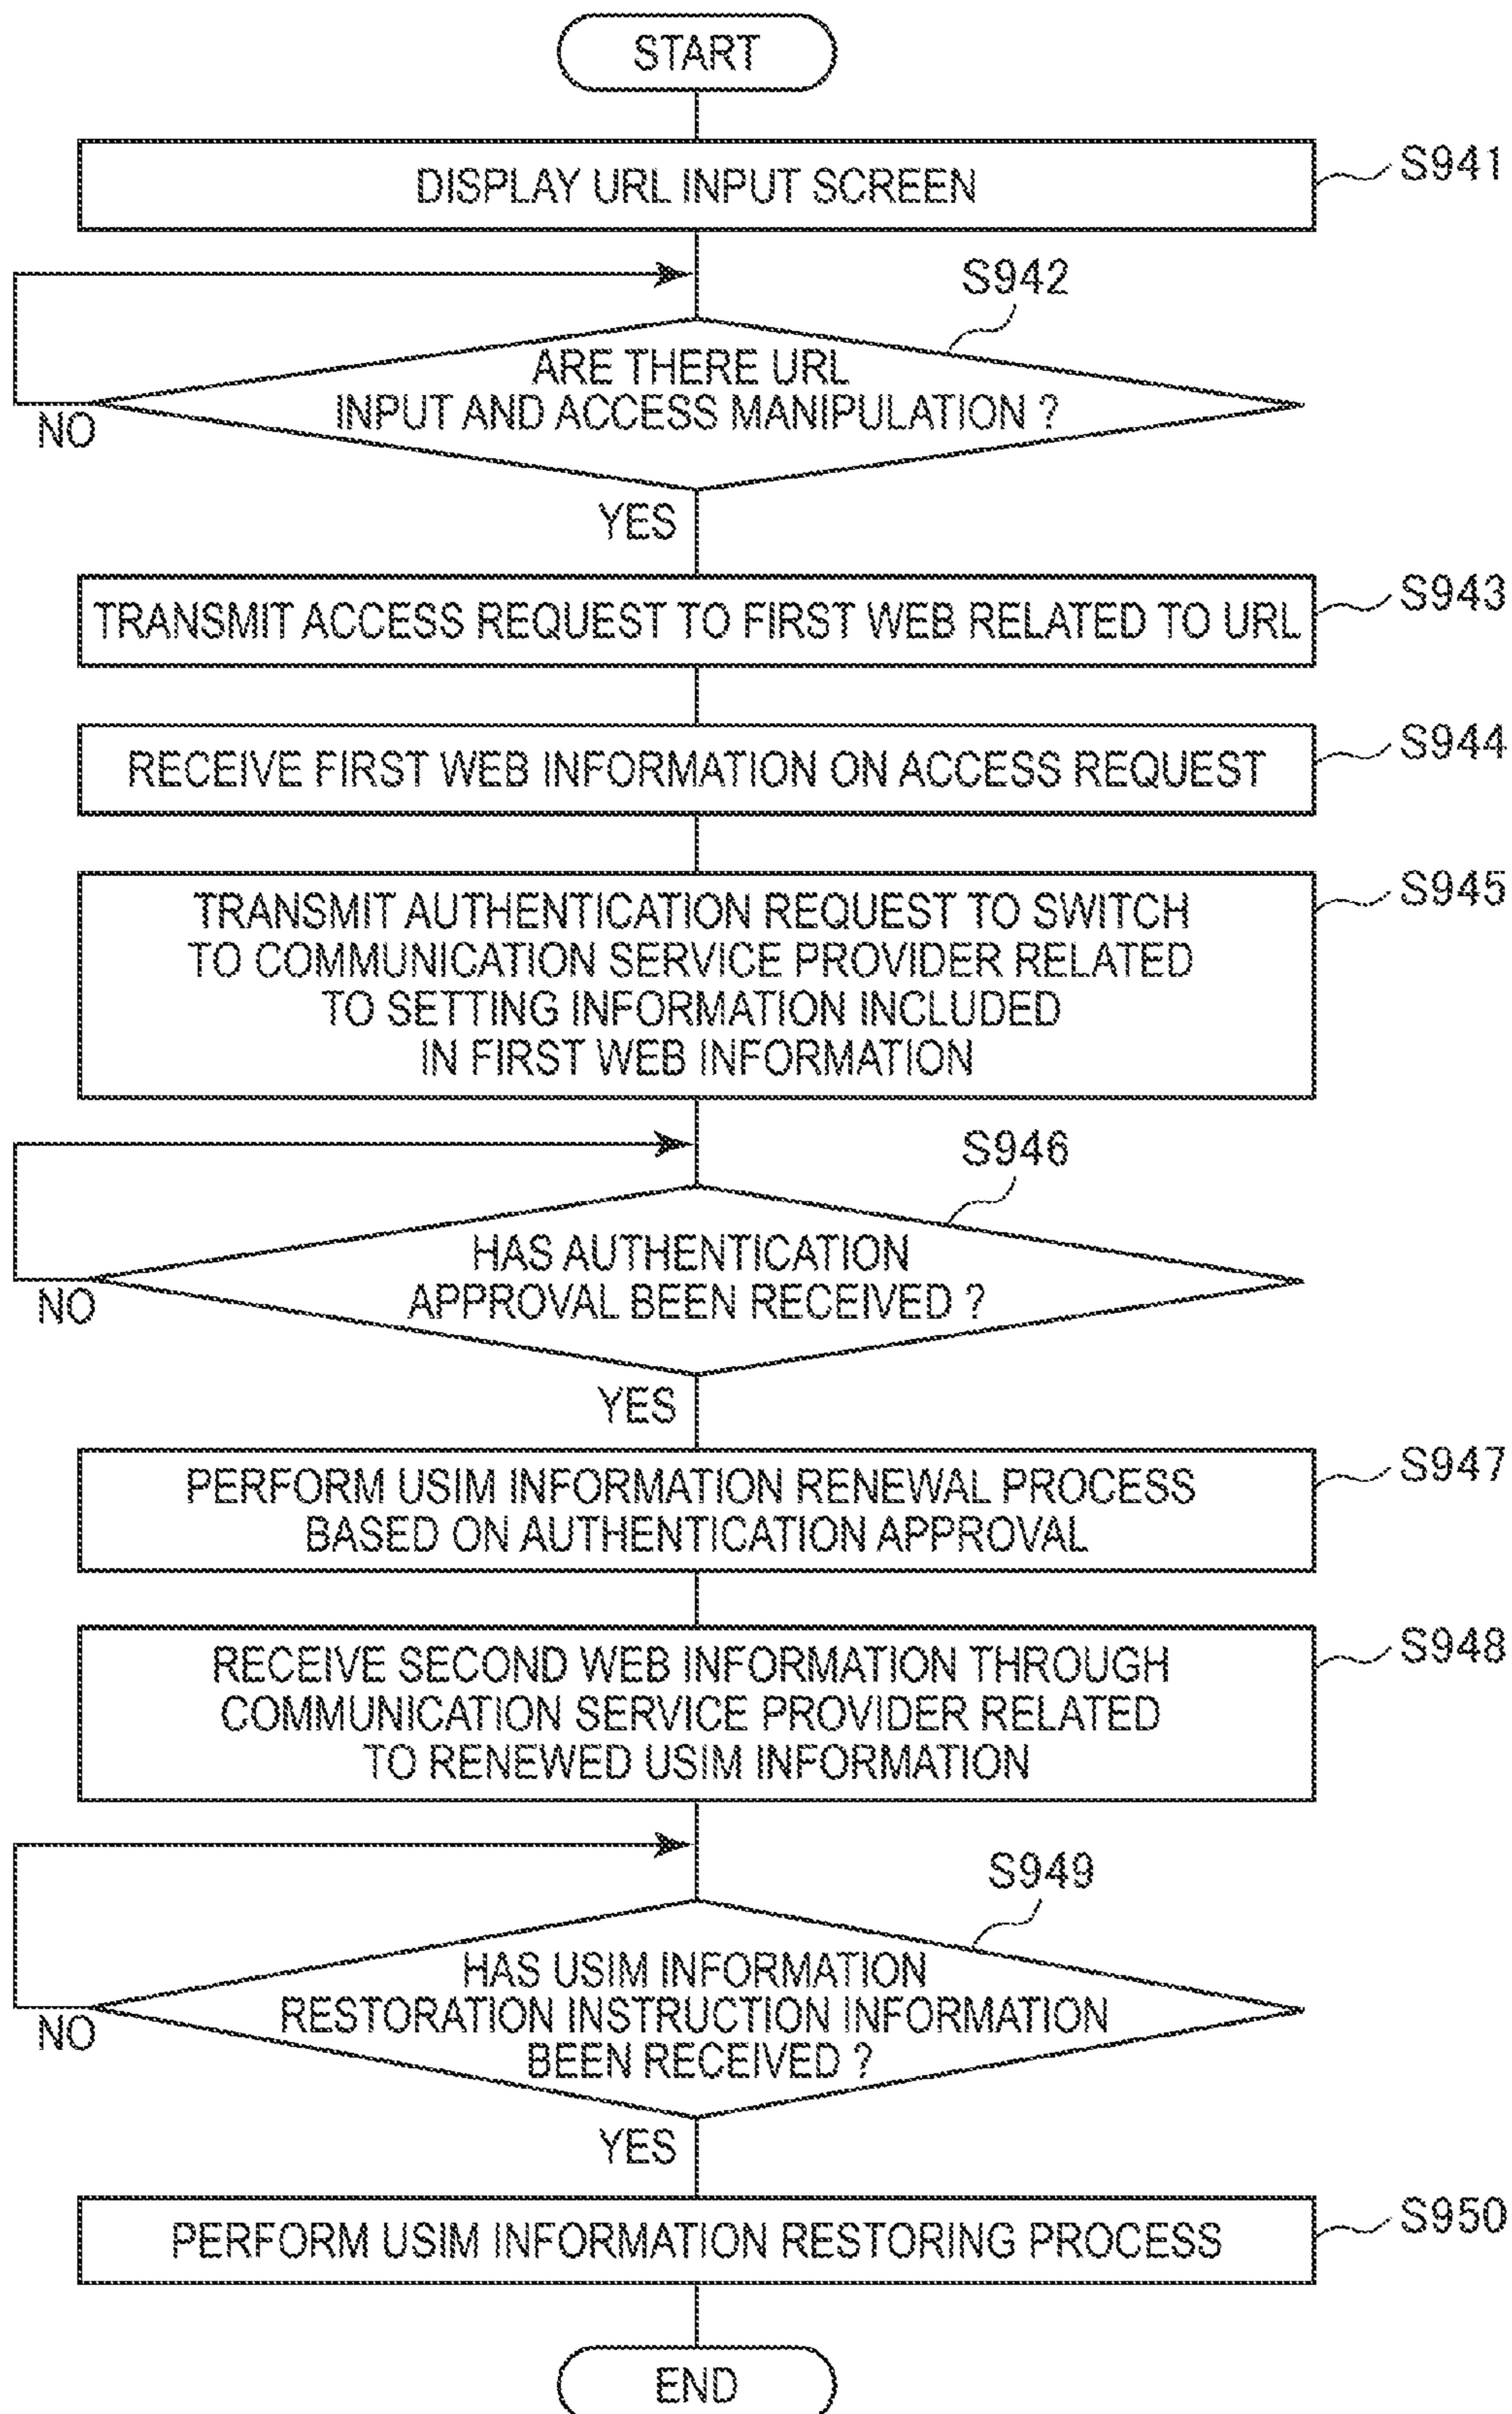 START
DISPLAY URL INPUT SCREEN
S941
S942
ARE THERE URL
INPUT AND ACCESS MANIPULATION ?
NO
YES
TRANSMIT ACCESS REQUEST TO FIRST WEB RELATED TO URL
S943
RECEIVE FIRST WEB INFORMATION ON ACCESS REQUEST
S944
TRANSMIT AUTHENTICATION REQUEST TO SWITCH
TO COMMUNICATION SERVICE PROVIDER RELATED
TO SETTING INFORMATION INCLUDED
IN FIRST WEB INFORMATION
S945
S946
HAS AUTHENTICATION
APPROVAL BEEN RECEIVED ?
NO
YES
PERFORM USIM INFORMATION RENEWAL PROCESS
BASED ON AUTHENTICATION APPROVAL
S947
RECEIVE SECOND WEB INFORMATION THROUGH
COMMUNICATION SERVICE PROVIDER RELATED
TO RENEWED USIM INFORMATION
S948
S949
HAS USIM INFORMATION
RESTORATION INSTRUCTION INFORMATION
BEEN RECEIVED ?
NO
YES
PERFORM USIM INFORMATION RESTORING PROCESS
S950
END